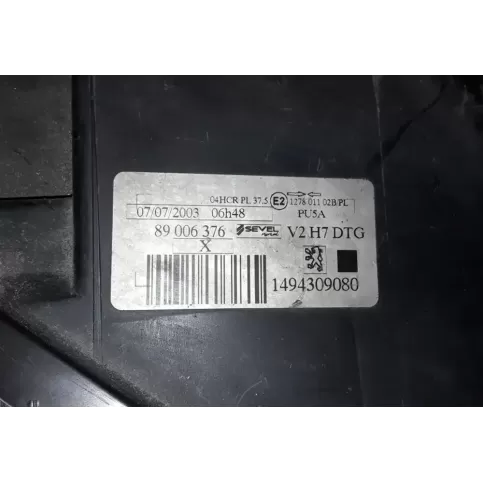 04HCR PL 37.5 E2 1278 011 02B/PL
07/07/2003 06h48 PU5A
89 006 376 SEVEL V2 H7 DTG
X
1494309080